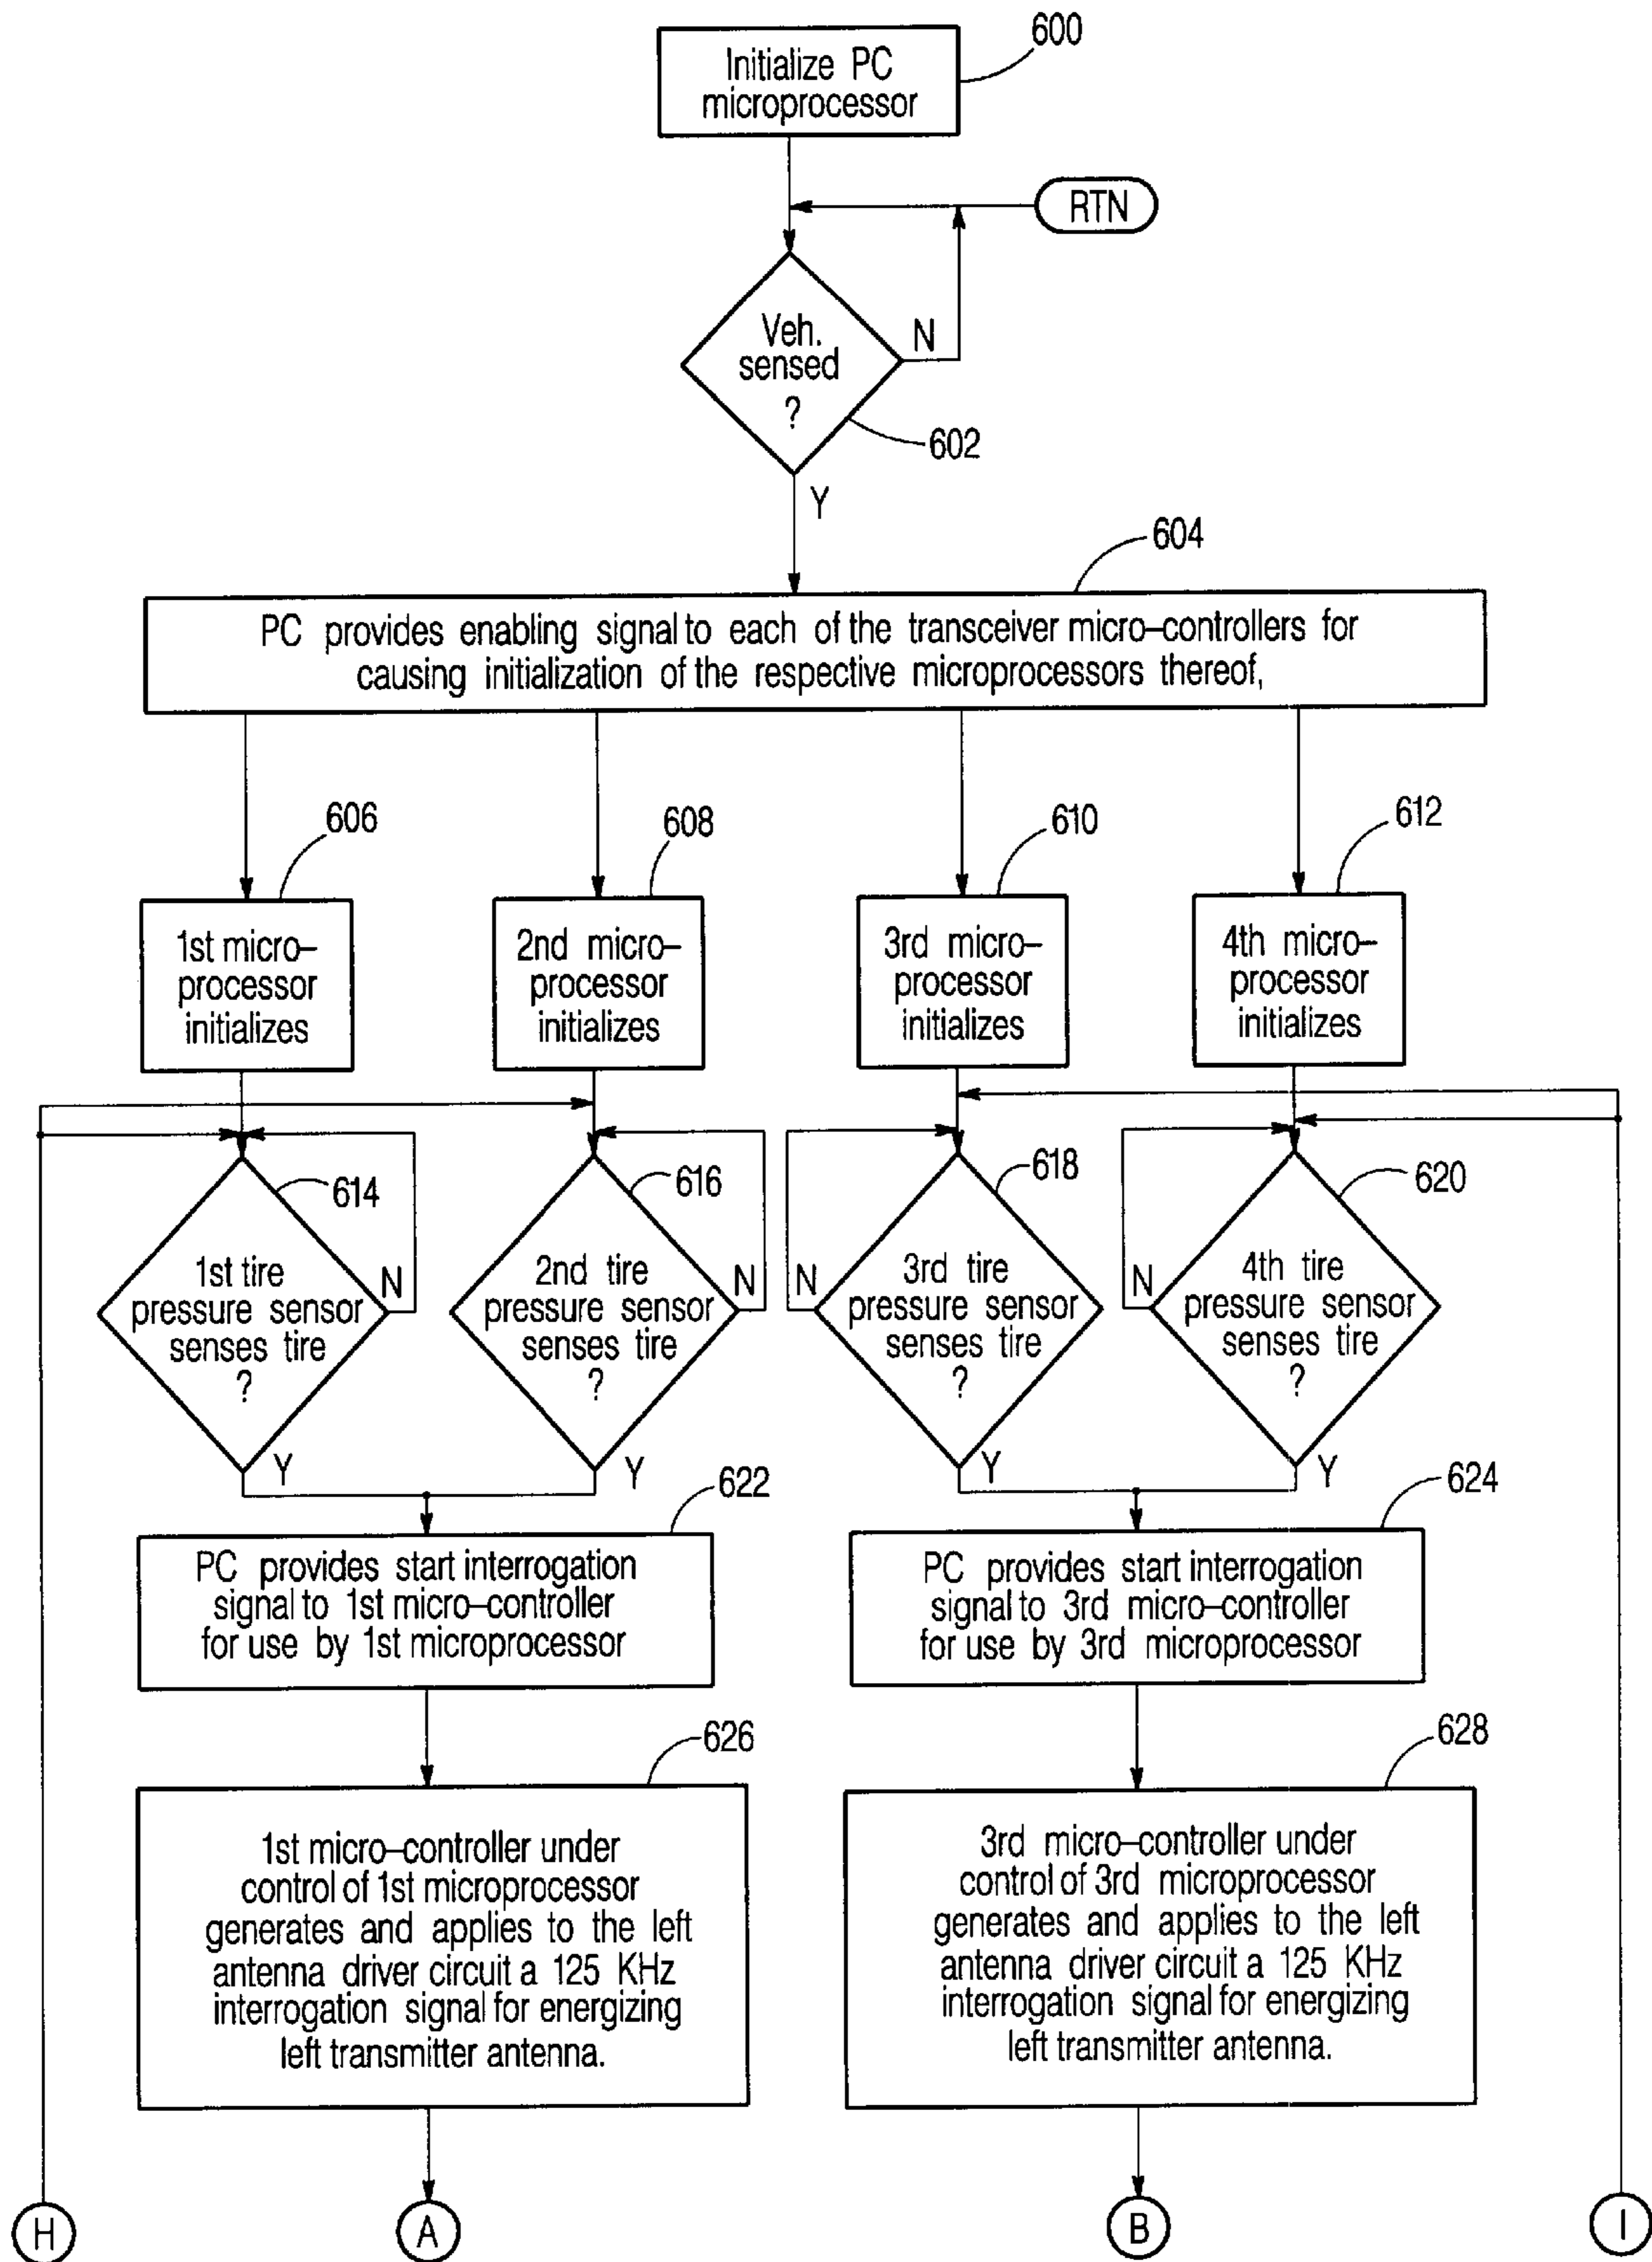 600
Initialize PC
microprocessor
RTN
Veh.
sensed
?
N
602
Y
604
PC provides enabling signal to each of the transceiver micro–controllers for
causing initialization of the respective microprocessors thereof,
606
608
610
612
1st micro–
processor
initializes
2nd micro–
processor
initializes
3rd micro–
processor
initializes
4th micro–
processor
initializes
614
616
618
620
1st tire
pressure sensor
senses tire
?
N
2nd tire
pressure sensor
senses tire
?
N
N
3rd tire
pressure sensor
senses tire
?
N
4th tire
pressure sensor
senses tire
?
Y
Y
Y
Y
622
624
PC provides start interrogation
signal to 1st micro–controller
for use by 1st microprocessor
PC provides start interrogation
signal to 3rd micro–controller
for use by 3rd microprocessor
626
628
1st micro–controller under
control of 1st microprocessor
generates and applies to the left
antenna driver circuit a 125 KHz
interrogation signal for energizing
left transmitter antenna.
3rd micro–controller under
control of 3rd microprocessor
generates and applies to the left
antenna driver circuit a 125 KHz
interrogation signal for energizing
left transmitter antenna.
H
A
B
I